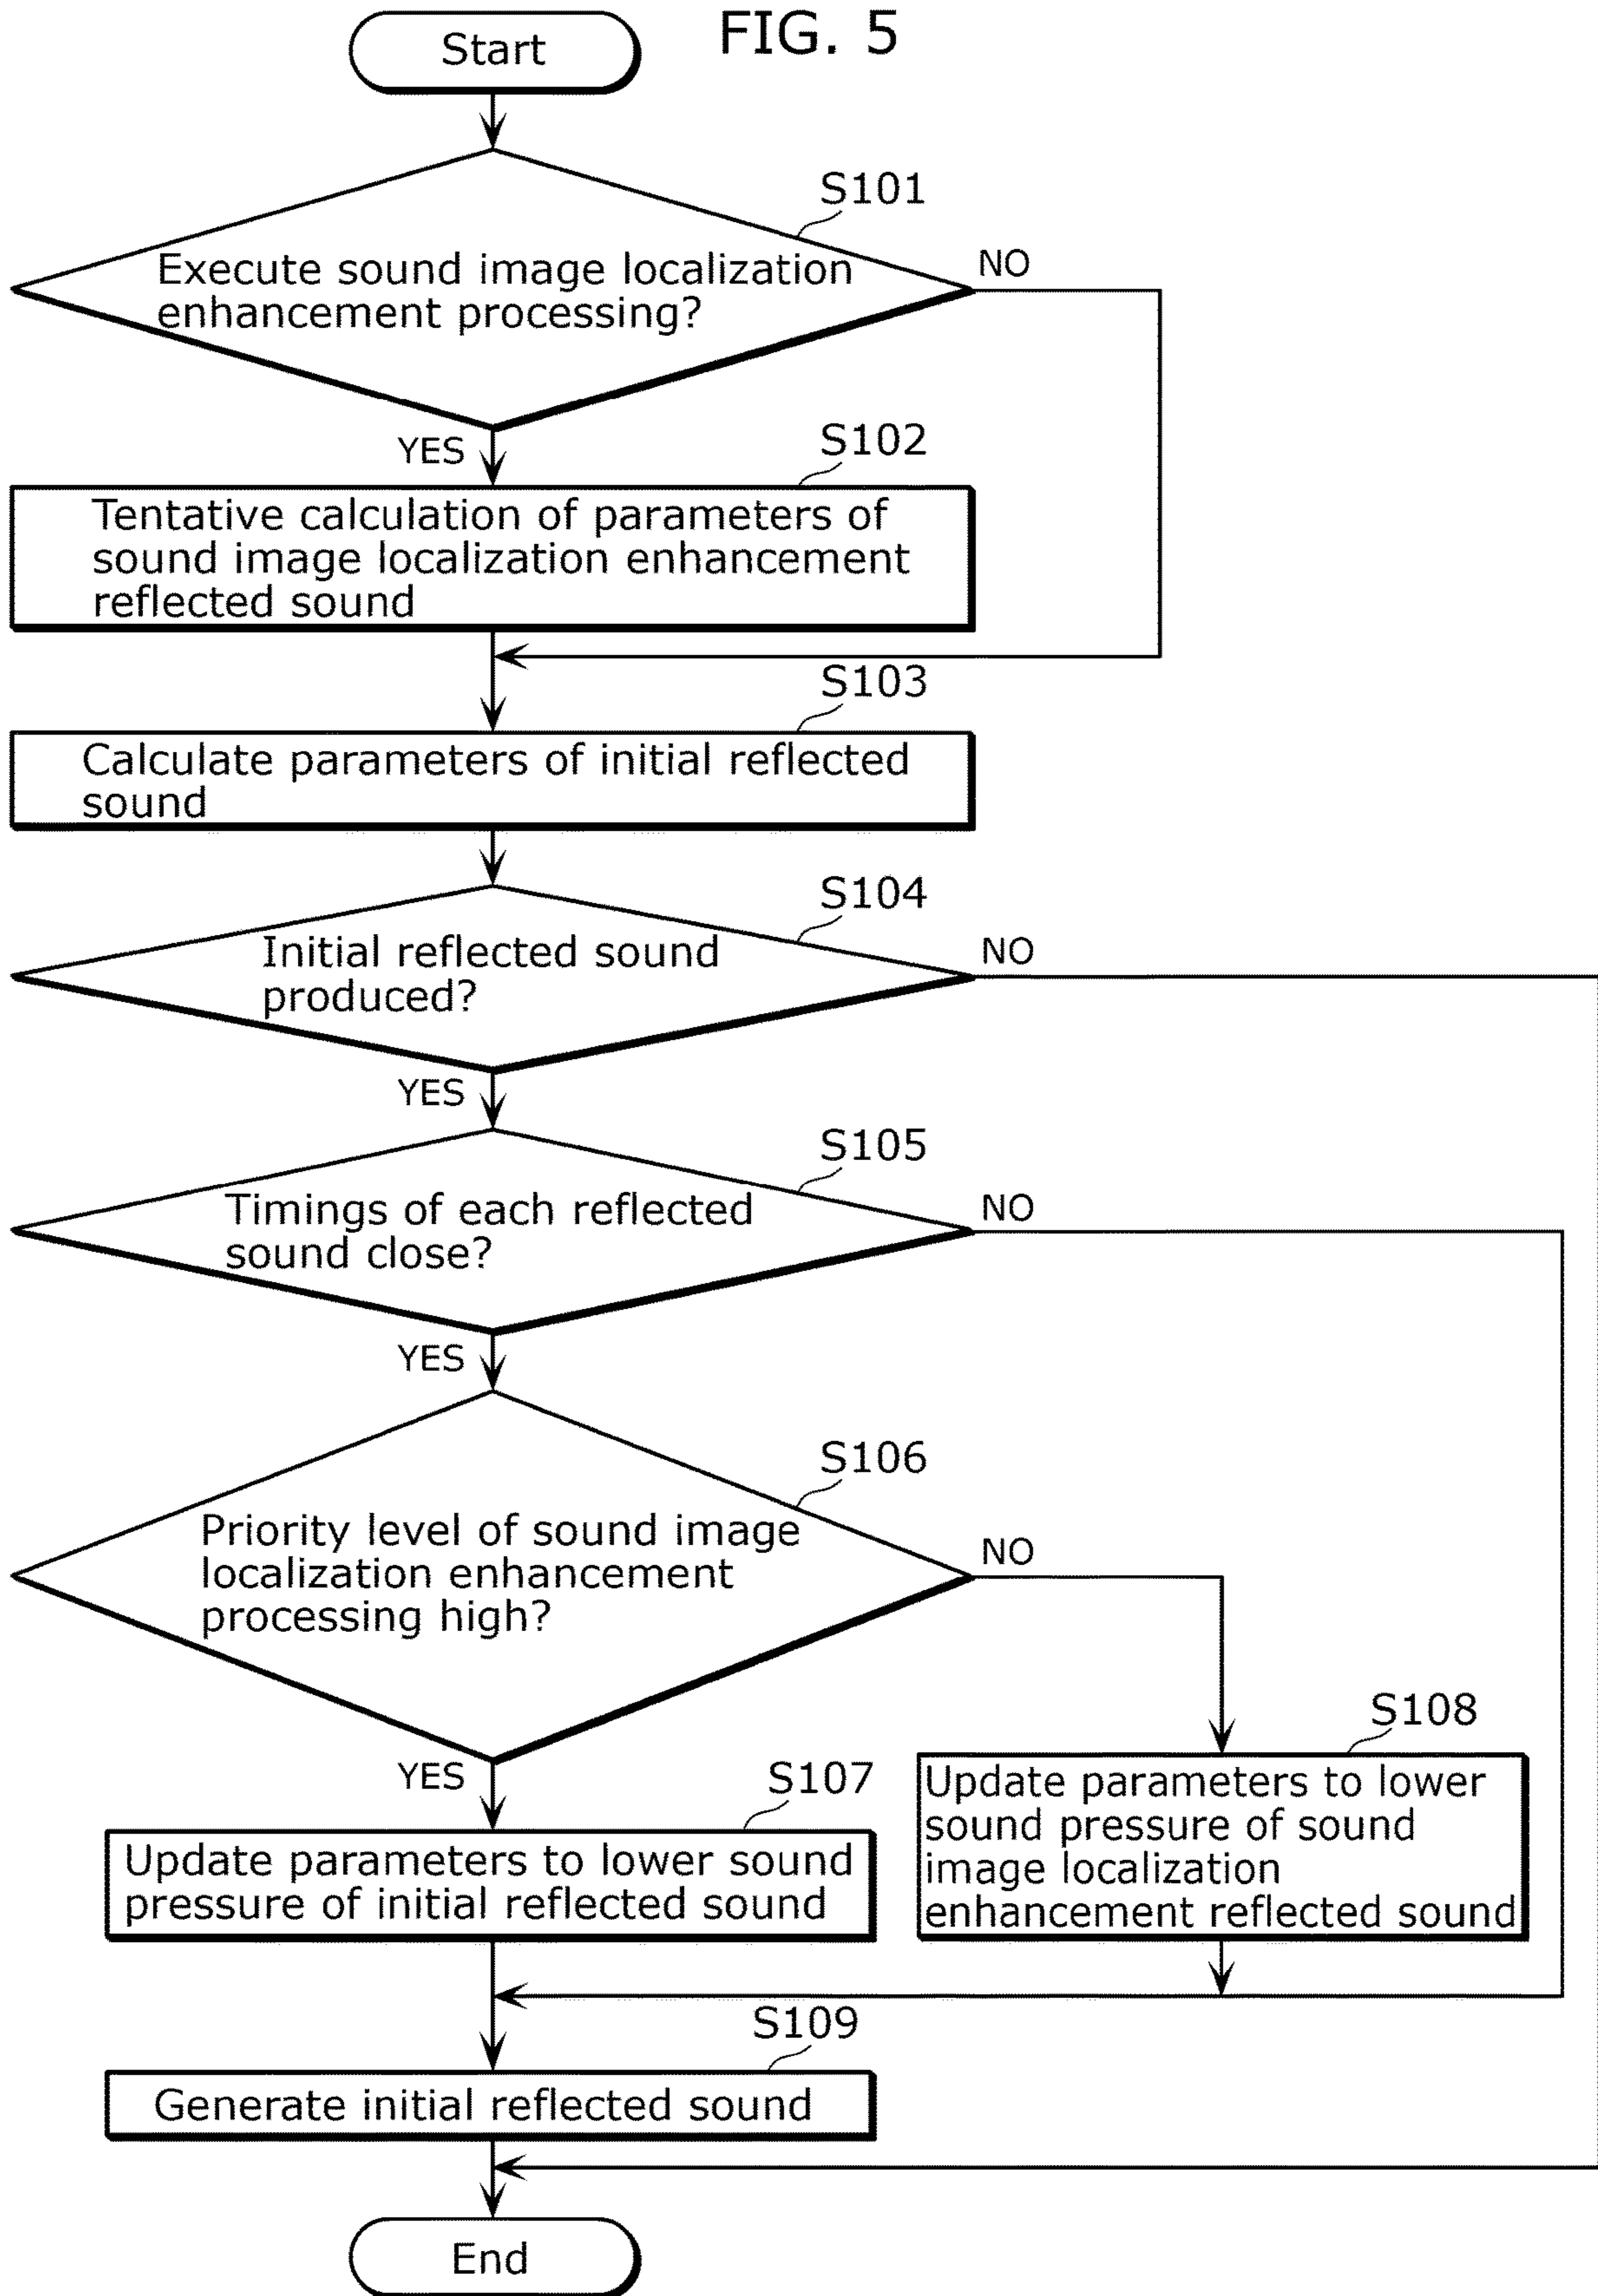 FIG. 5
Start
S101
Execute sound image localization
enhancement processing?
NO
YES
S102
Tentative calculation of parameters of
sound image localization enhancement
reflected sound
S103
Calculate parameters of initial reflected
sound
S104
Initial reflected sound
produced?
NO
YES
S105
Timings of each reflected
sound close?
NO
YES
S106
Priority level of sound image
localization enhancement
processing high?
NO
YES
S107
Update parameters to lower sound
pressure of initial reflected sound
S108
Update parameters to lower
sound pressure of sound
image localization
enhancement reflected sound
S109
Generate initial reflected sound
End